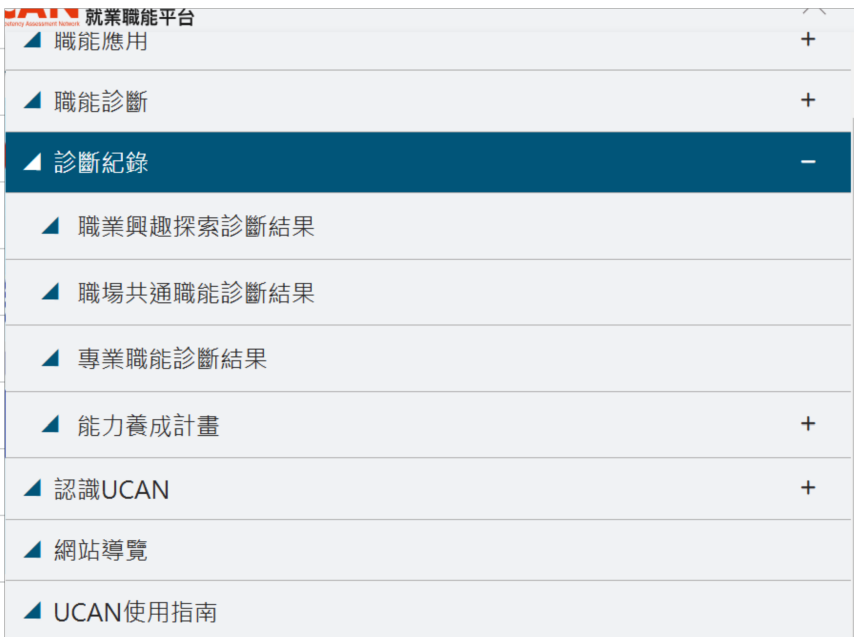 就業職能平台
職能應用
職能診斷
診斷紀錄
職業興趣探索診斷結果
職場共通職能診斷結果
專業職能診斷結果
能力養成計畫
認識UCAN
網站導覽
UCAN使用指南